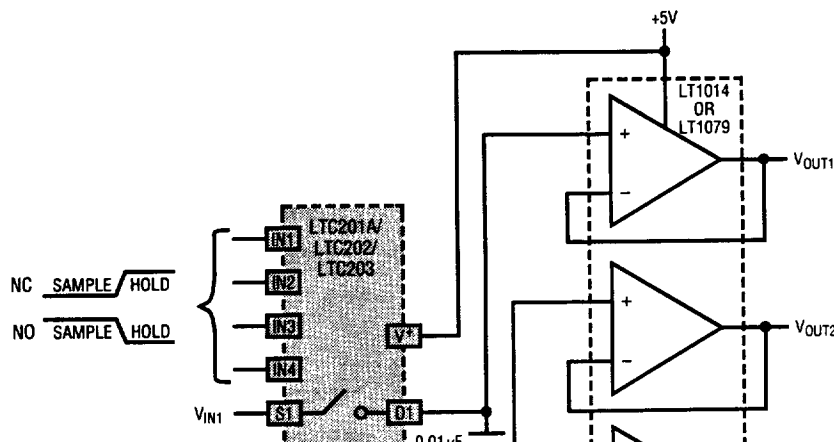 +5V
LT1014
OR
LT1079
+
−
VOUT1
LTC201A/
LTC202/
LTC203
IN1
IN2
IN3
IN4
NC SAMPLE HOLD
NO SAMPLE HOLD
V+
+
−
VOUT2
VIN1
S1
D1
0.01μF